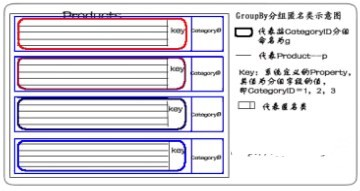 Products
GroupBy分组匿名类示意图
key CategoryID
代表按CategoryID分组
命名为g
代表Product——p
key CategoryID
Key：系统定义的Property,
其值为分组字段的值,
即CategoryID＝1, 2, 3
key CategoryID
代表匿名类
key CategoryID